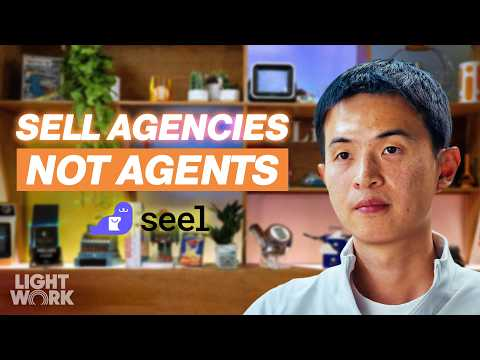 SELL AGENCIES
NOT AGENTS
seel
LIGHT
WORK